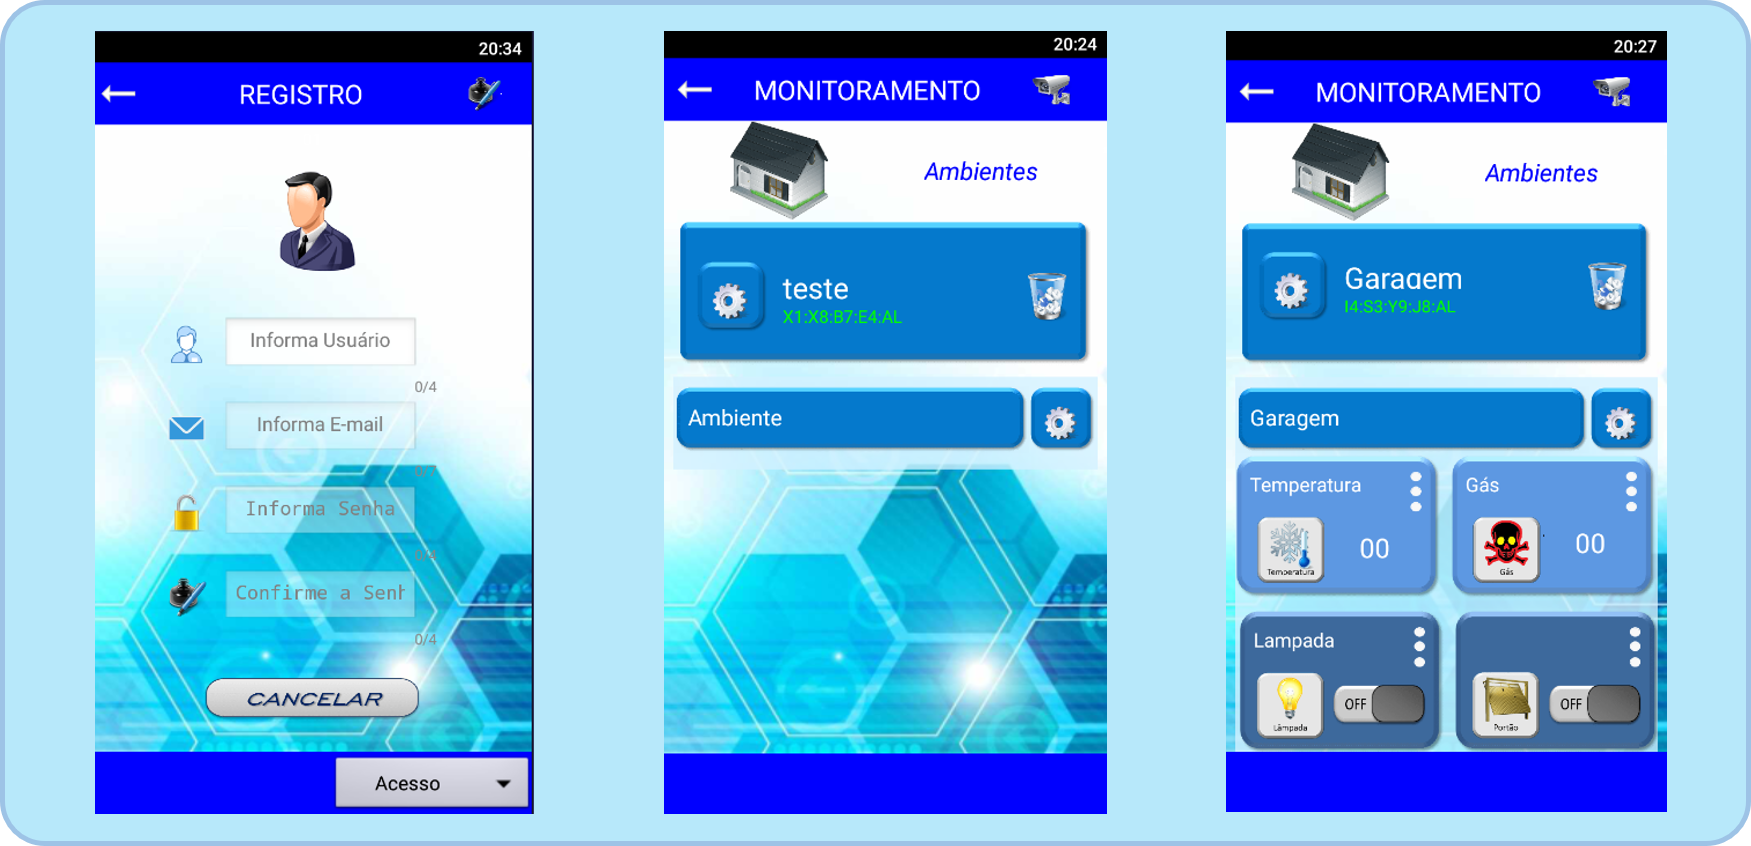 20:34
REGISTRO
Informa Usuário
0/4
Informa E-mail
0/7
Informa Senha
0/4
Confirme a Senh
0/4
CANCELAR
Acesso
20:24
MONITORAMENTO
Ambientes
teste
X1:X8:B7:E4:AL
Ambiente
20:27
MONITORAMENTO
Ambientes
Garagem
I4:S3:Y9:J8:AL
Garagem
Temperatura
Temperatura
00
Gás
Gás
00
Lampada
Lâmpada
OFF
Portão
OFF